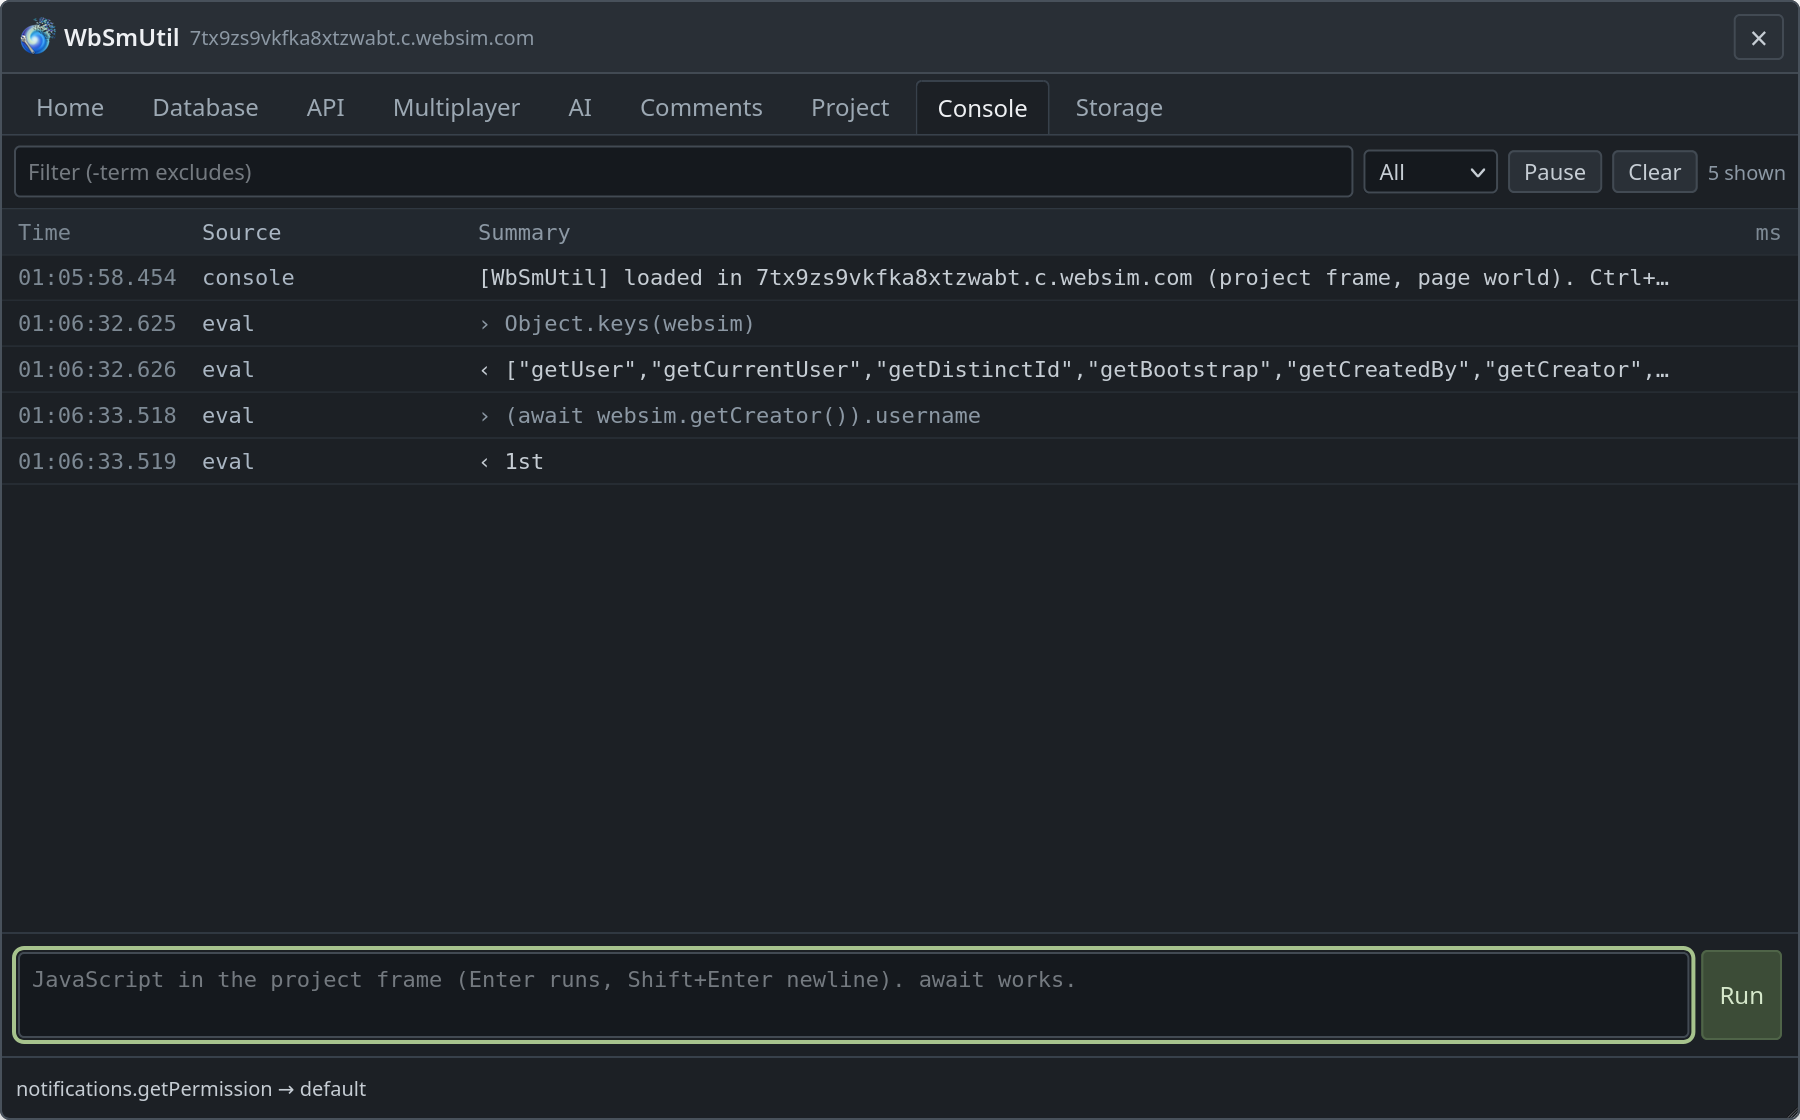 WbSmUtil 7tx9zs9vkfka8xtzwabt.c.websim.com ×
Home Database API Multiplayer AI Comments Project Console Storage
Filter (-term excludes) All Pause Clear 5 shown
Time Source Summary ms
01:05:58.454 console [WbSmUtil] loaded in 7tx9zs9vkfka8xtzwabt.c.websim.com (project frame, page world). Ctrl+…
01:06:32.625 eval › Object.keys(websim)
01:06:32.626 eval ‹ ["getUser","getCurrentUser","getDistinctId","getBootstrap","getCreatedBy","getCreator",…
01:06:33.518 eval › (await websim.getCreator()).username
01:06:33.519 eval ‹ 1st
JavaScript in the project frame (Enter runs, Shift+Enter newline). await works.
Run
notifications.getPermission → default